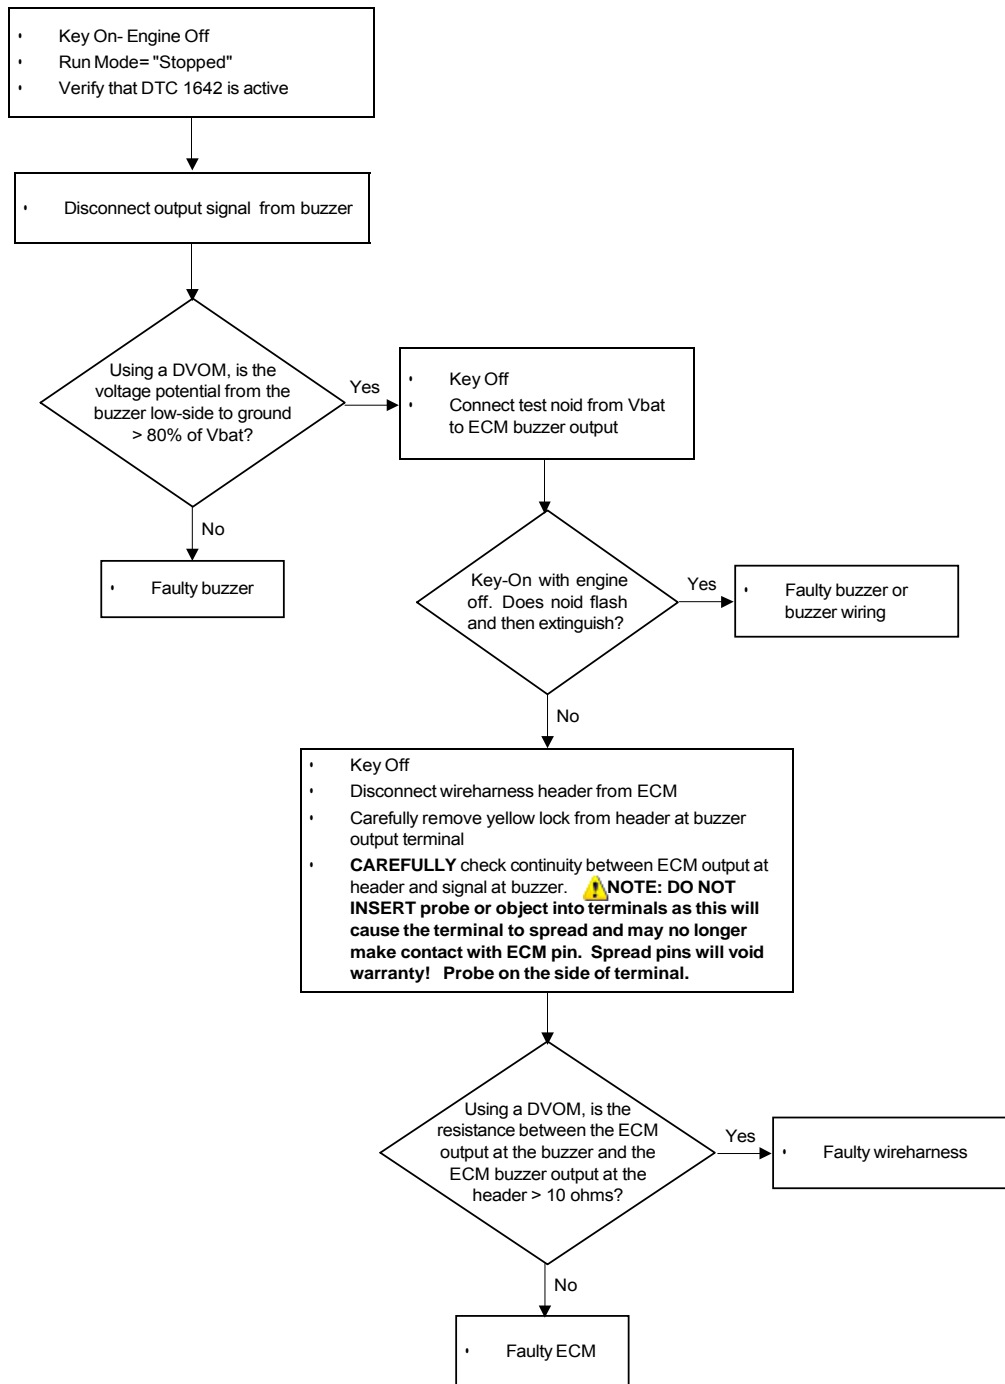 • Key On- Engine Off
• Run Mode= "Stopped"
• Verify that DTC 1642 is active
• Disconnect output signal from buzzer
Using a DVOM, is the
voltage potential from the
buzzer low-side to ground
> 80% of Vbat?
Yes
• Key Off
• Connect test noid from Vbat
to ECM buzzer output
No
• Faulty buzzer
Key-On with engine
off. Does noid flash
and then extinguish?
Yes
• Faulty buzzer or
buzzer wiring
No
• Key Off
• Disconnect wireharness header from ECM
• Carefully remove yellow lock from header at buzzer
output terminal
• CAREFULLY check continuity between ECM output at
header and signal at buzzer. NOTE: DO NOT
INSERT probe or object into terminals as this will
cause the terminal to spread and may no longer
make contact with ECM pin. Spread pins will void
warranty! Probe on the side of terminal.
Using a DVOM, is the
resistance between the ECM
output at the buzzer and the
ECM buzzer output at the
header > 10 ohms?
Yes
• Faulty wireharness
No
• Faulty ECM